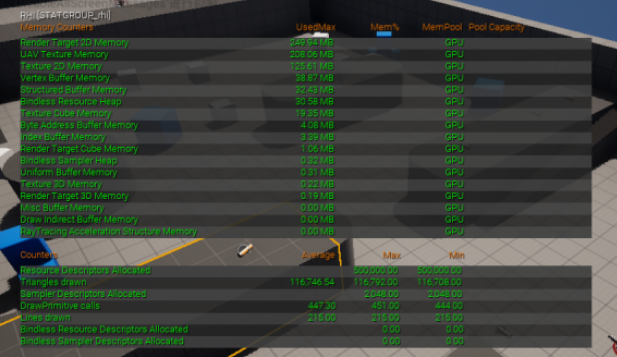 RHI [STATGROUP_rhi]
Memory Counters UsedMax Mem% MemPool Pool Capacity
Render Target 2D Memory 249.94 MB GPU
UAV Texture Memory 208.06 MB GPU
Texture 2D Memory 125.61 MB GPU
Vertex Buffer Memory 38.87 MB GPU
Structured Buffer Memory 32.43 MB GPU
Bindless Resource Heap 30.58 MB GPU
Texture Cube Memory 19.35 MB GPU
Byte Address Buffer Memory 4.08 MB GPU
Index Buffer Memory 3.39 MB GPU
Render Target Cube Memory 1.06 MB GPU
Bindless Sampler Heap 0.32 MB GPU
Uniform Buffer Memory 0.31 MB GPU
Texture 3D Memory 0.22 MB GPU
Render Target 3D Memory 0.19 MB GPU
Misc Buffer Memory 0.00 MB GPU
Draw Indirect Buffer Memory 0.00 MB GPU
RayTracing Acceleration Structure Memory 0.00 MB GPU
Counters Average Max Min
Resource Descriptors Allocated 500,000.00 500,000.00
Triangles drawn 116,746.54 116,792.00 116,708.00
Sampler Descriptors Allocated 2,048.00 2,048.00
DrawPrimitive calls 447.30 451.00 444.00
Lines drawn 215.00 215.00 215.00
Bindless Resource Descriptors Allocated 0.00 0.00
Bindless Sampler Descriptors Allocated 0.00 0.00